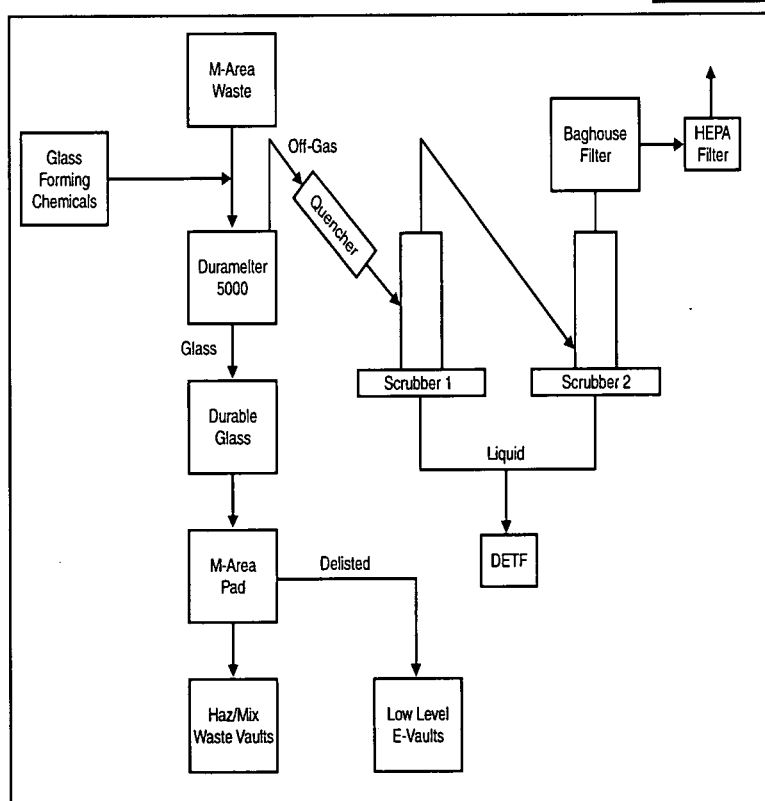 M-Area
Waste
Glass
Forming
Chemicals
Off-Gas
Quencher
Baghouse
Filter
HEPA
Filter
Duramelter
5000
Glass
Scrubber 1
Scrubber 2
Durable
Glass
Liquid
M-Area
Pad
Delisted
DETF
Haz/Mix
Waste Vaults
Low Level
E-Vaults